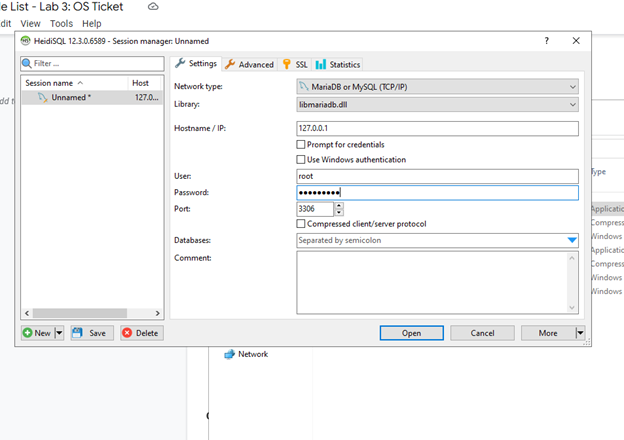 e List - Lab 3: OS Ticket
dit View Tools Help
HeidiSQL 12.3.0.6589 - Session manager: Unnamed
Filter ...
Session name Host
Unnamed * 127.0...
Settings Advanced SSL Statistics
Network type: MariaDB or MySQL (TCP/IP)
Library: libmariadb.dll
Hostname / IP: 127.0.0.1
Prompt for credentials
Use Windows authentication
User: root
Password: ●●●●●●●●●
Port: 3306
Compressed client/server protocol
Databases: Separated by semicolon
Comment:
New Save Delete Open Cancel More
Network
dd t
Type
Applicatio
Compress
Windows
Applicatio
Compress
Windows
Windows